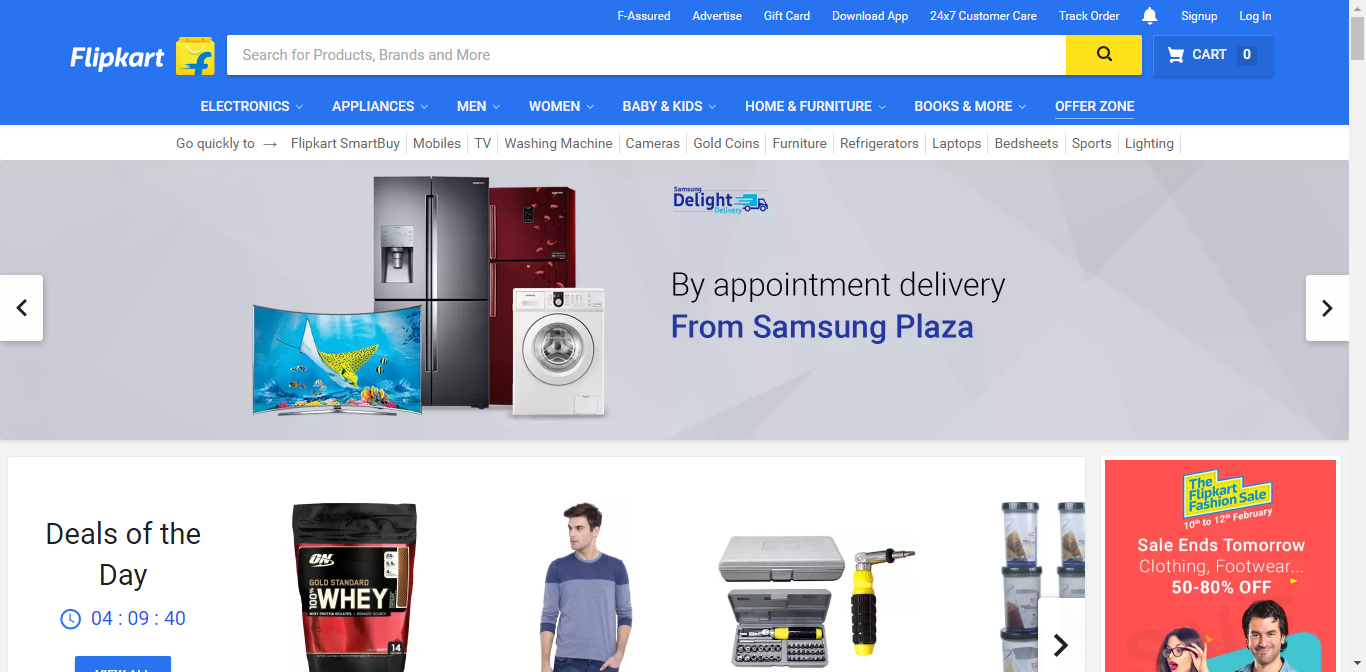 F-Assured Advertise Gift Card Download App 24x7 Customer Care Track Order Signup Log In
Flipkart
Search for Products, Brands and More
CART 0
ELECTRONICS APPLIANCES MEN WOMEN BABY & KIDS HOME & FURNITURE BOOKS & MORE OFFER ZONE
Go quickly to → Flipkart SmartBuy Mobiles TV Washing Machine Cameras Gold Coins Furniture Refrigerators Laptops Bedsheets Sports Lighting
Samsung
Delight
Delivery
By appointment delivery
From Samsung Plaza
Deals of the
Day
04 : 09 : 40
VIEW ALL
ON
GOLD STANDARD
100% WHEY
14
The
Flipkart
Fashion Sale
10th to 12th February
Sale Ends Tomorrow
Clothing, Footwear...
50-80% OFF
SALE